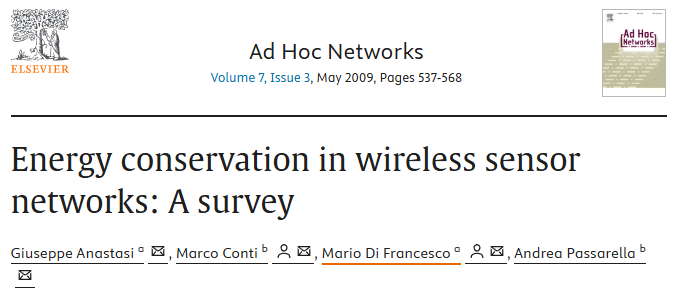 ELSEVIER
Ad Hoc Networks
Volume 7, Issue 3, May 2009, Pages 537-568
Ad Hoc
Networks
Energy conservation in wireless sensor
networks: A survey
Giuseppe Anastasi a, Marco Conti b, Mario Di Francesco a, Andrea Passarella b